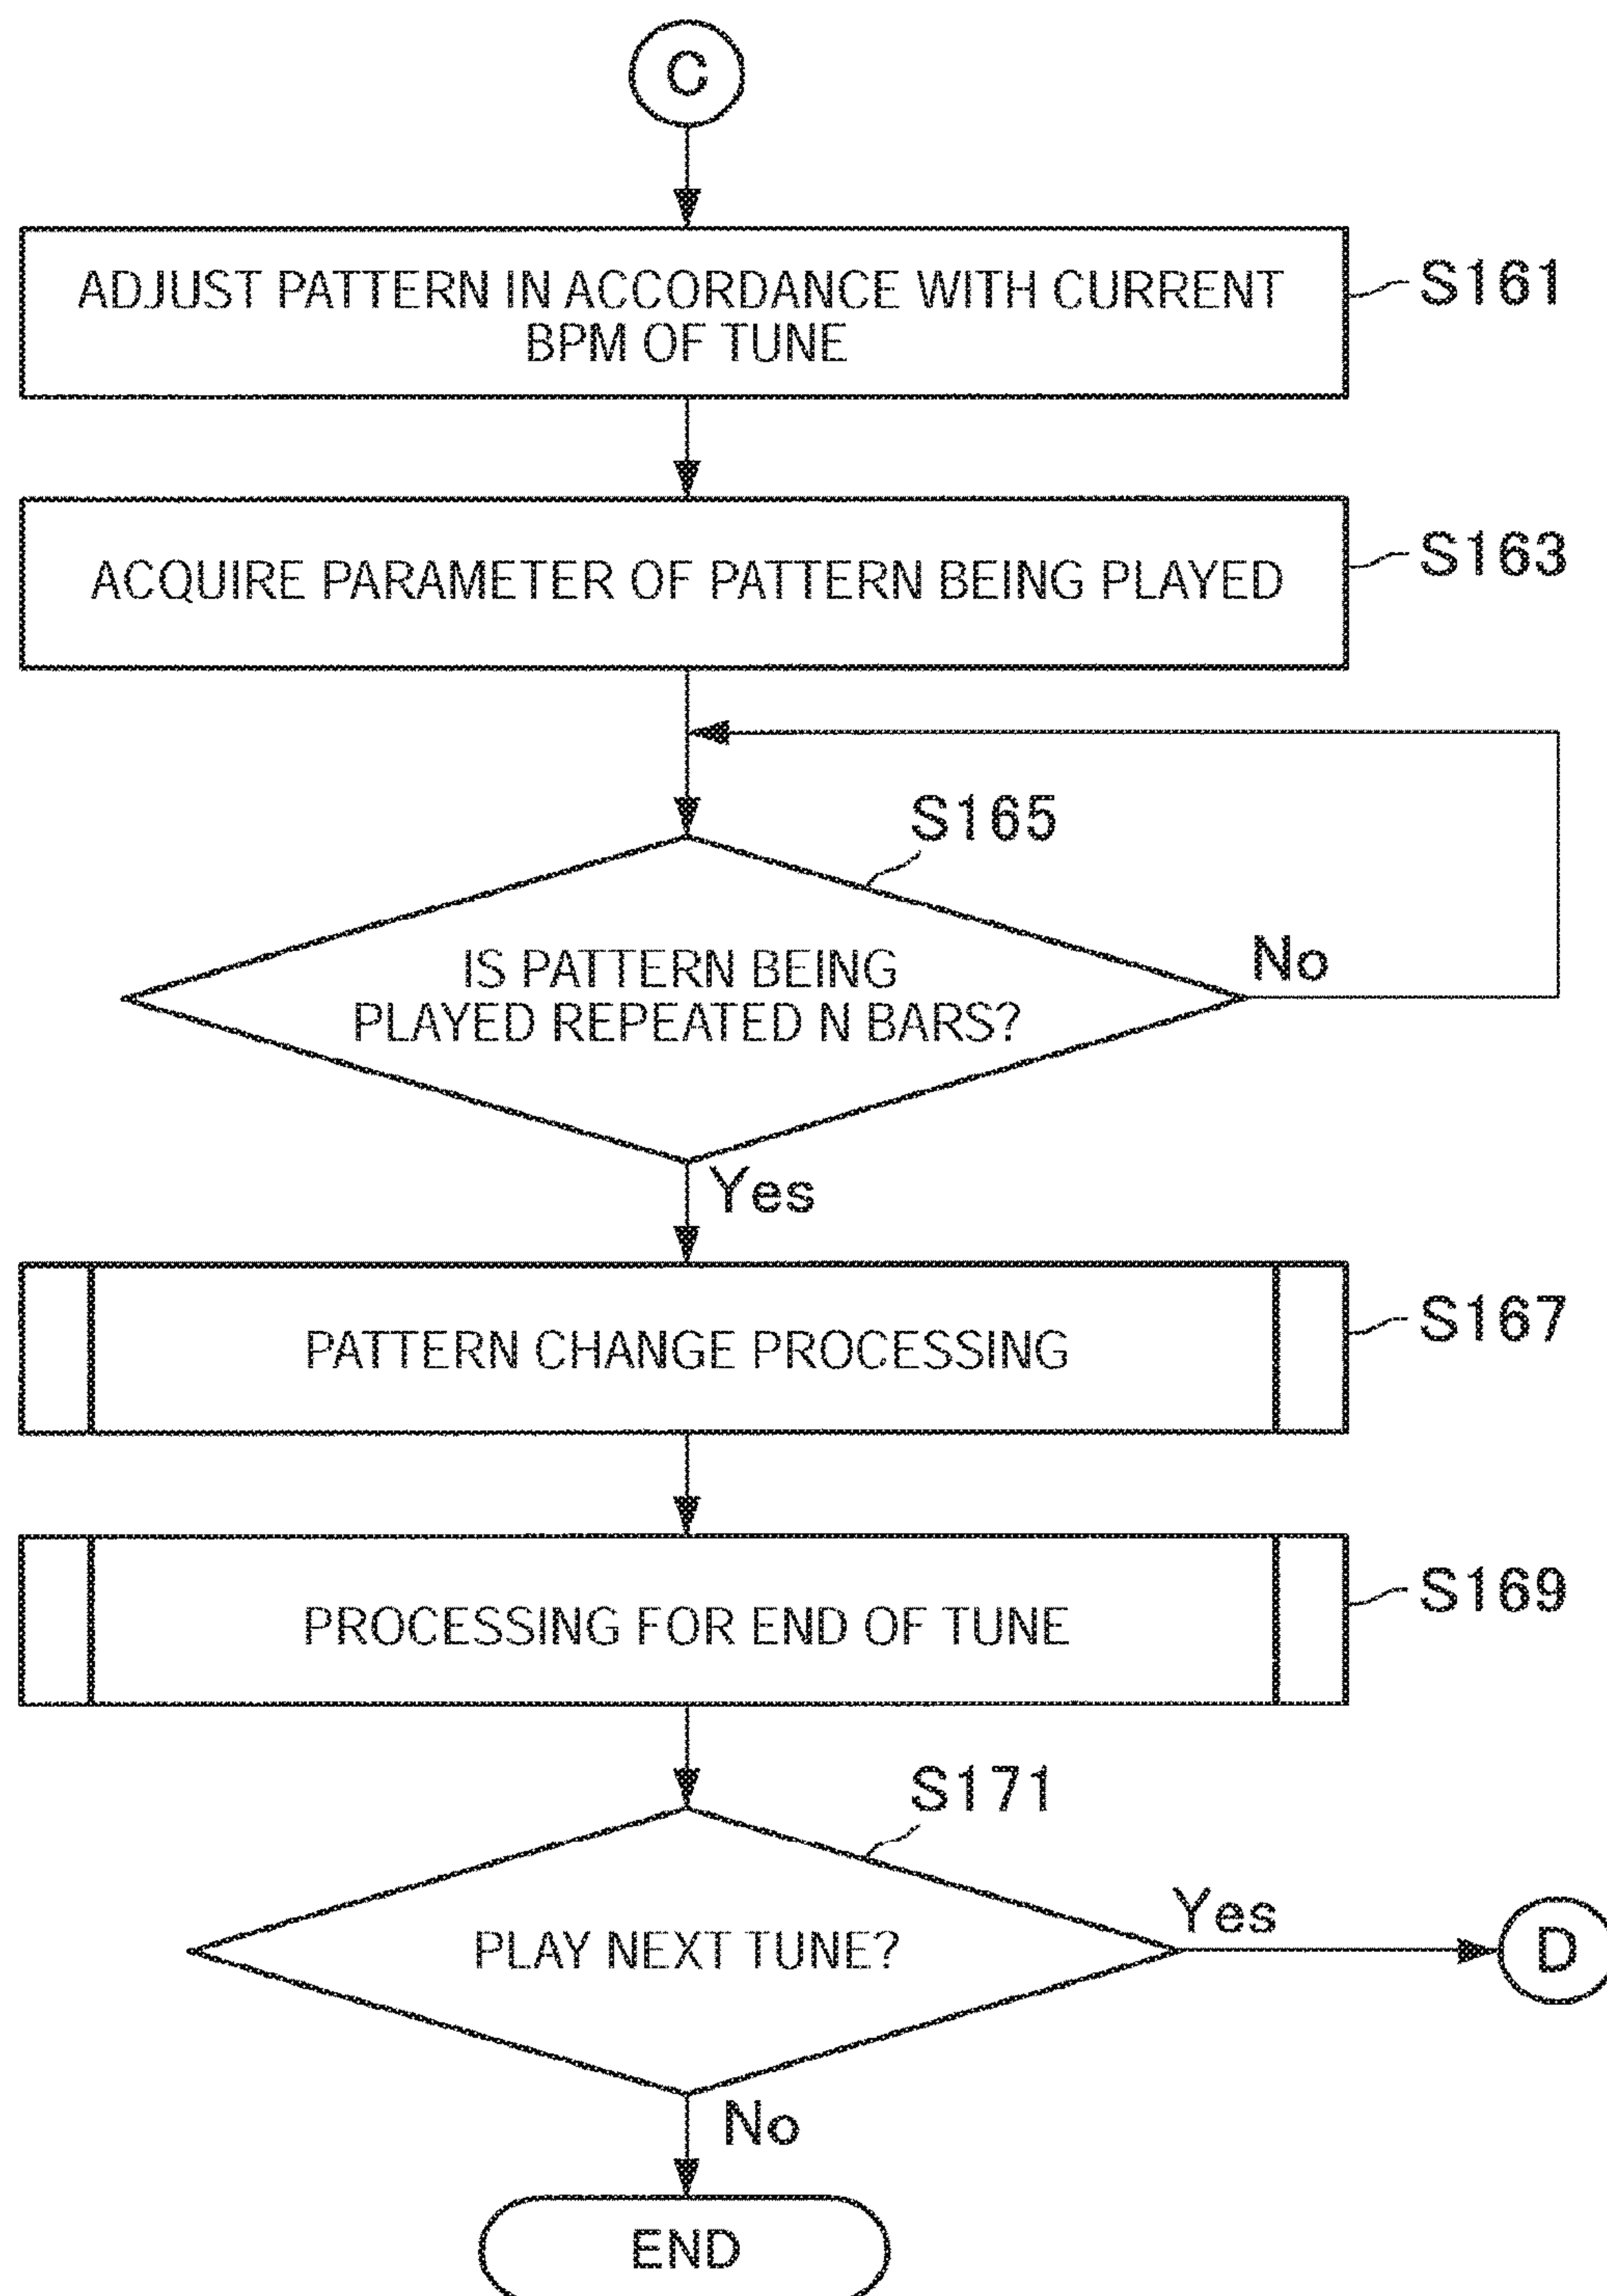 C
ADJUST PATTERN IN ACCORDANCE WITH CURRENT
BPM OF TUNE
S161
ACQUIRE PARAMETER OF PATTERN BEING PLAYED
S163
S165
IS PATTERN BEING
PLAYED REPEATED N BARS?
No
Yes
PATTERN CHANGE PROCESSING
S167
PROCESSING FOR END OF TUNE
S169
S171
PLAY NEXT TUNE?
Yes
D
No
END